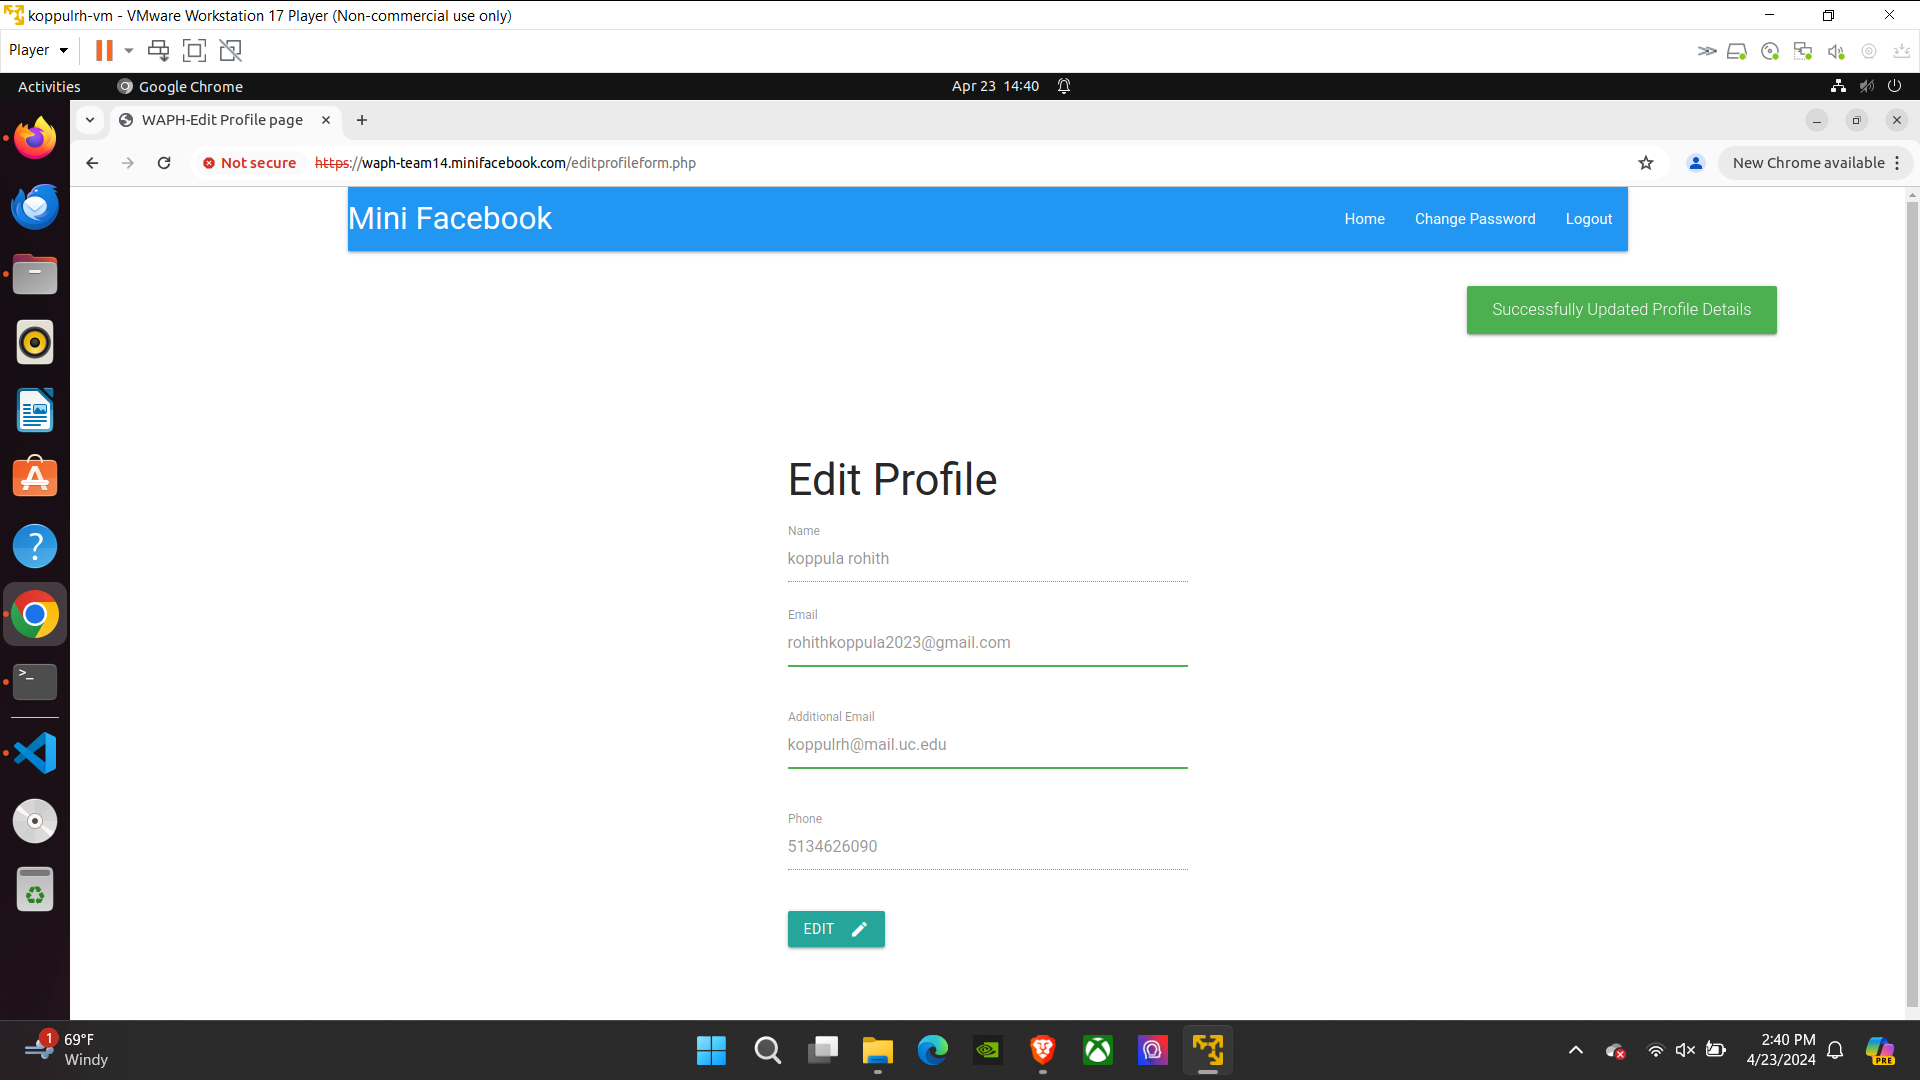 koppulrh-vm - VMware Workstation 17 Player (Non-commercial use only)
Player
Activities
Google Chrome
Apr 23 14:40
WAPH-Edit Profile page
Not secure
https://waph-team14.minifacebook.com/editprofileform.php
New Chrome available
Mini Facebook
Home
Change Password
Logout
Successfully Updated Profile Details
Edit Profile
Name
koppula rohith
Email
rohithkoppula2023@gmail.com
Additional Email
koppulrh@mail.uc.edu
Phone
5134626090
EDIT
1
69°F
Windy
2:40 PM
4/23/2024
PRE